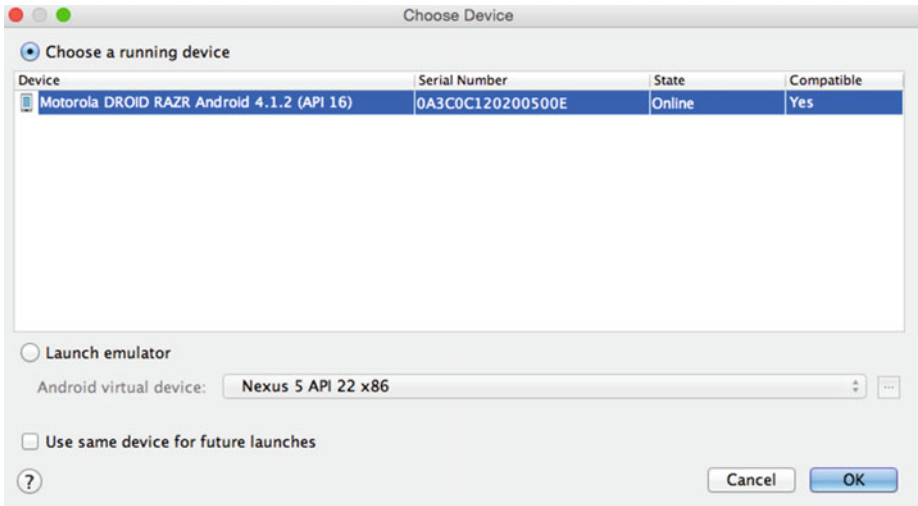 Choose Device
Choose a running device
Device Serial Number State Compatible
Motorola DROID RAZR Android 4.1.2 (API 16) 0A3C0C120200500E Online Yes
Launch emulator
Android virtual device: Nexus 5 API 22 x86 ...
Use same device for future launches
? Cancel OK